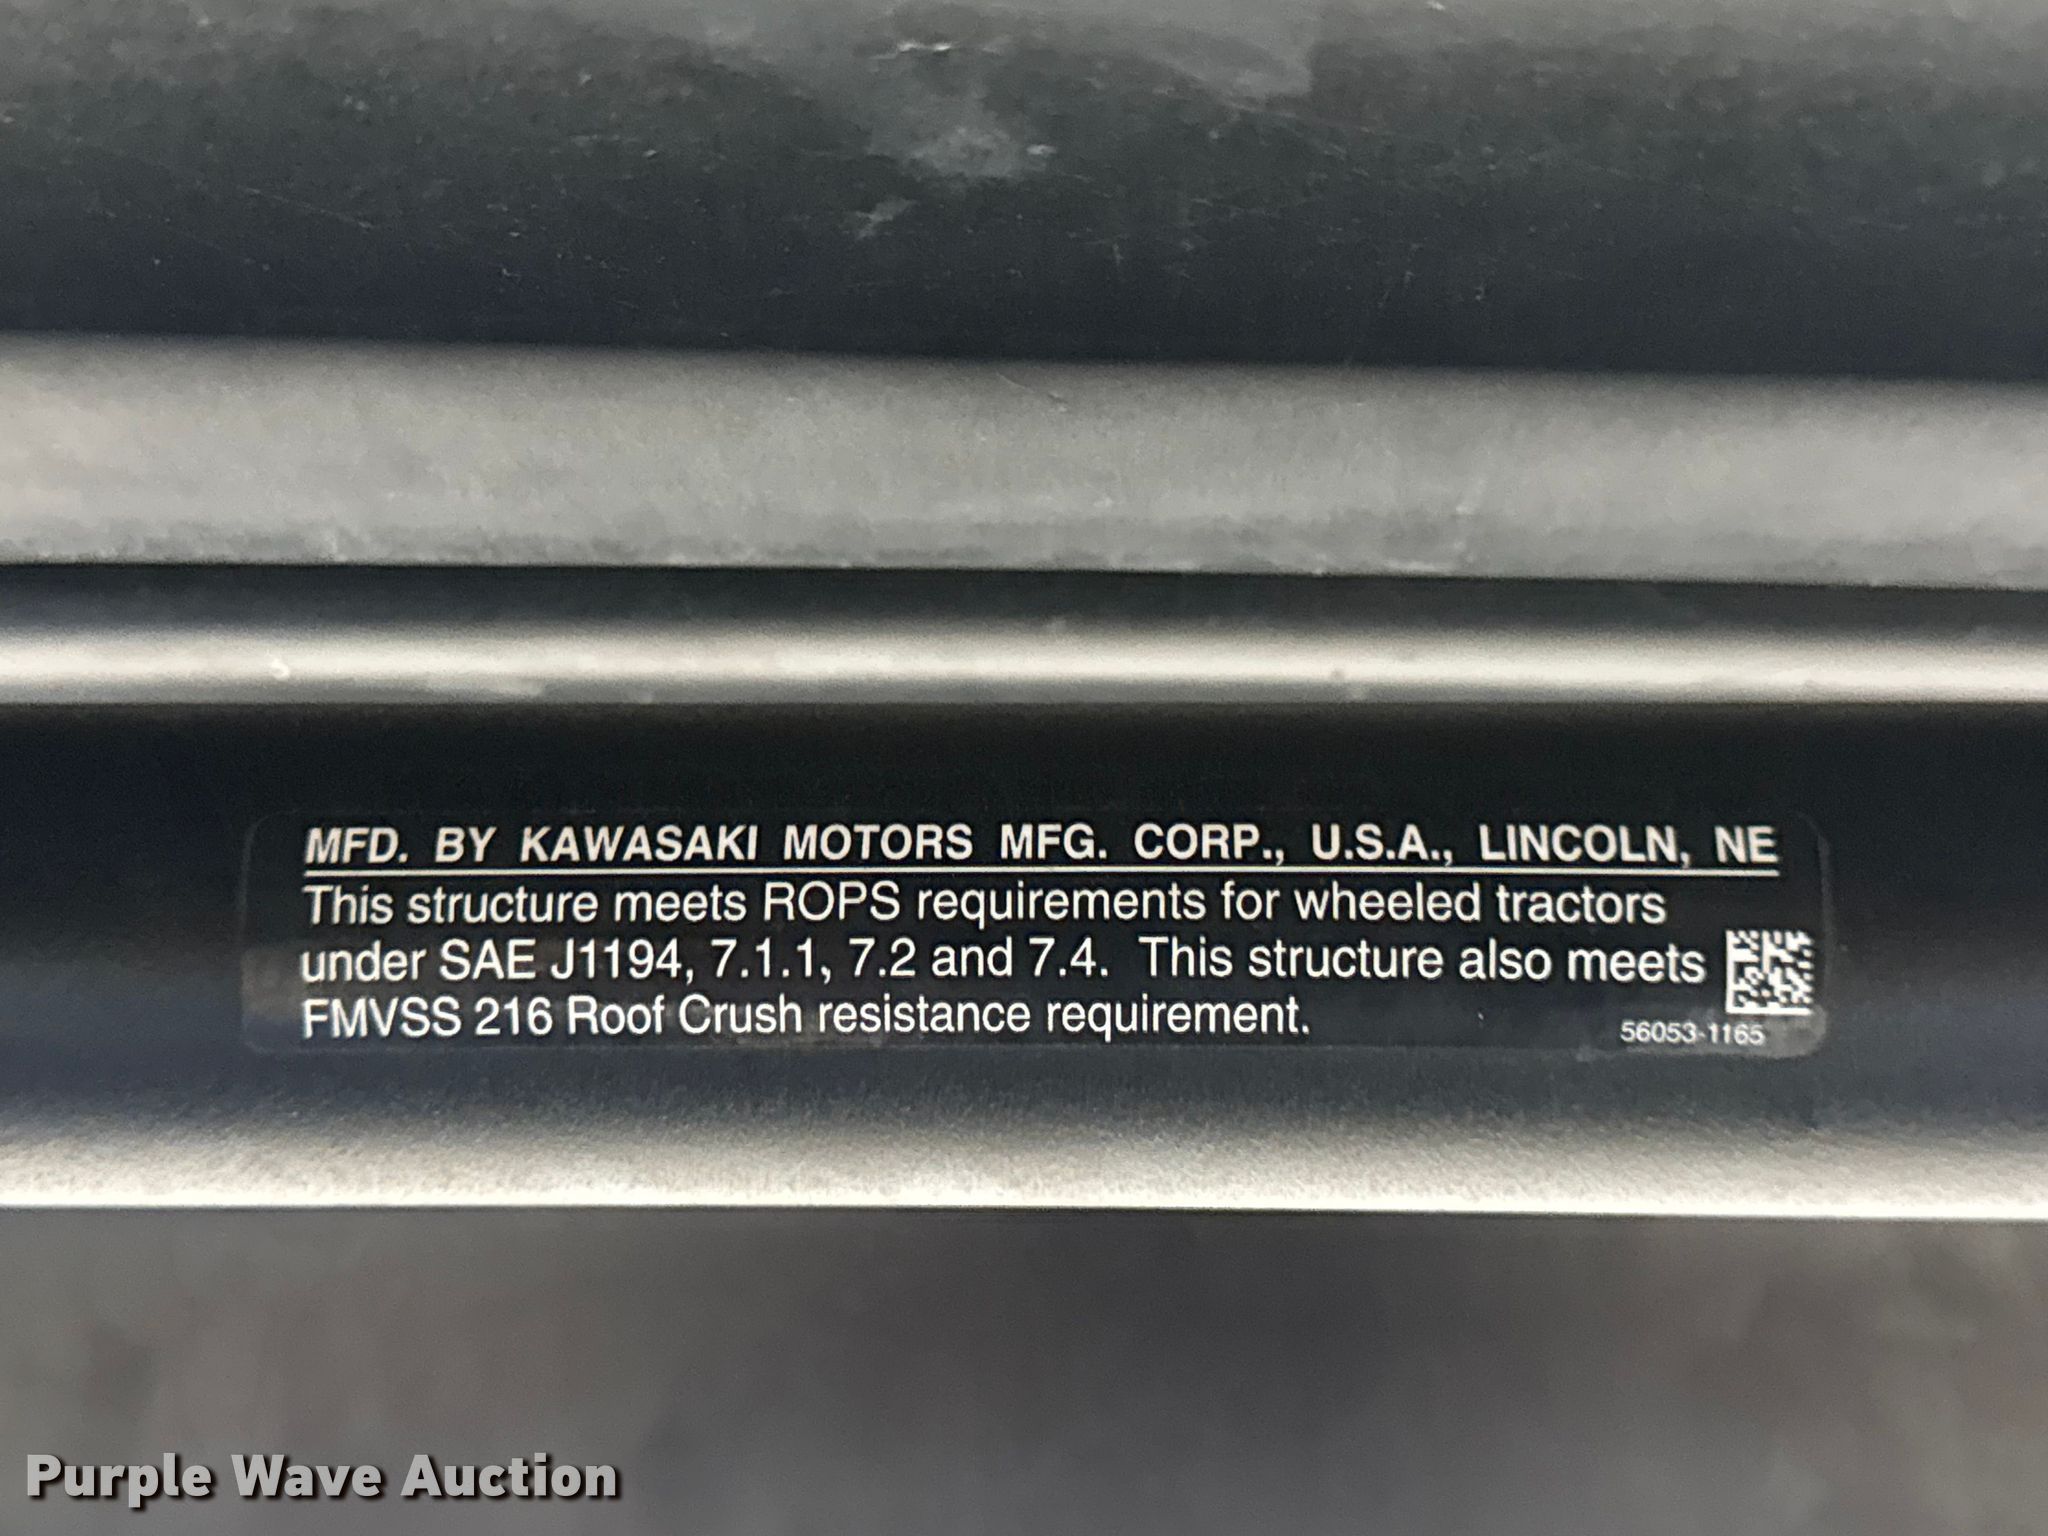 MFD. BY KAWASAKI MOTORS MFG. CORP., U.S.A., LINCOLN, NE
This structure meets ROPS requirements for wheeled tractors
under SAE J1194, 7.1.1, 7.2 and 7.4. This structure also meets
FMVSS 216 Roof Crush resistance requirement.
56053-1165
Purple Wave Auction